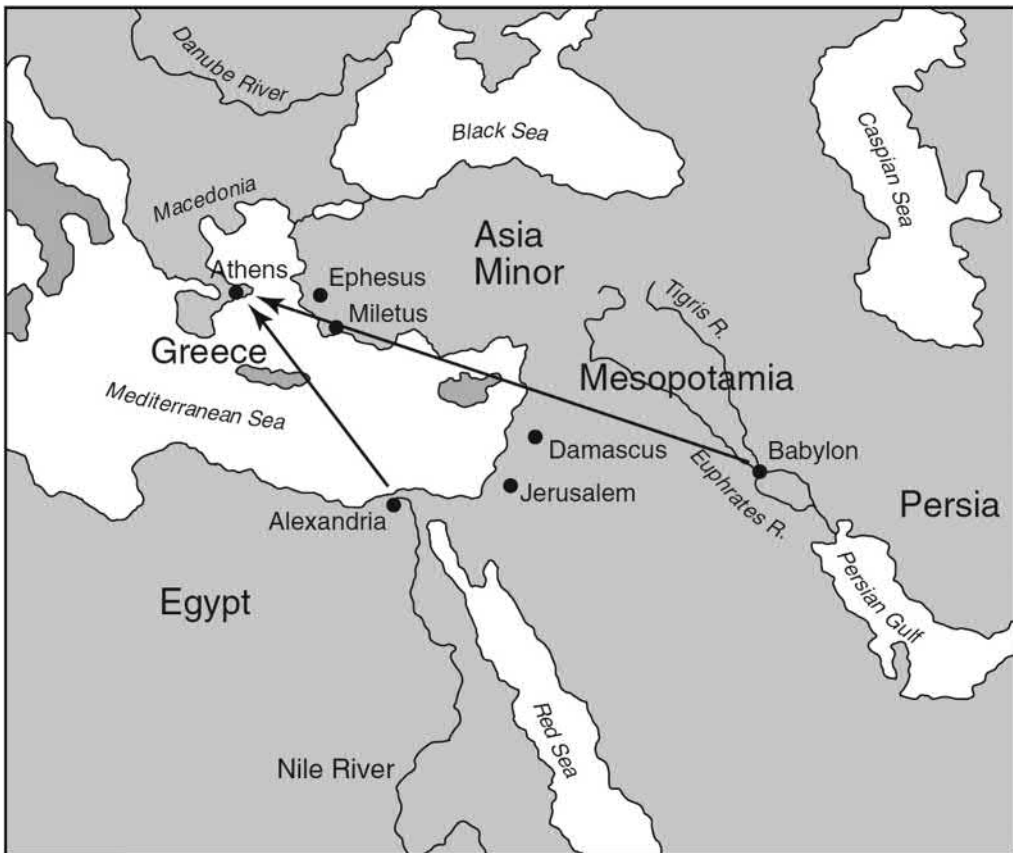 Danube River
Black Sea
Caspian Sea
Macedonia
Asia
Minor
Athens
Ephesus
Tigris R.
Miletus
Greece
Mesopotamia
Mediterranean Sea
Damascus
Babylon
Euphrates R.
Jerusalem
Persia
Alexandria
Persian Gulf
Egypt
Red Sea
Nile River